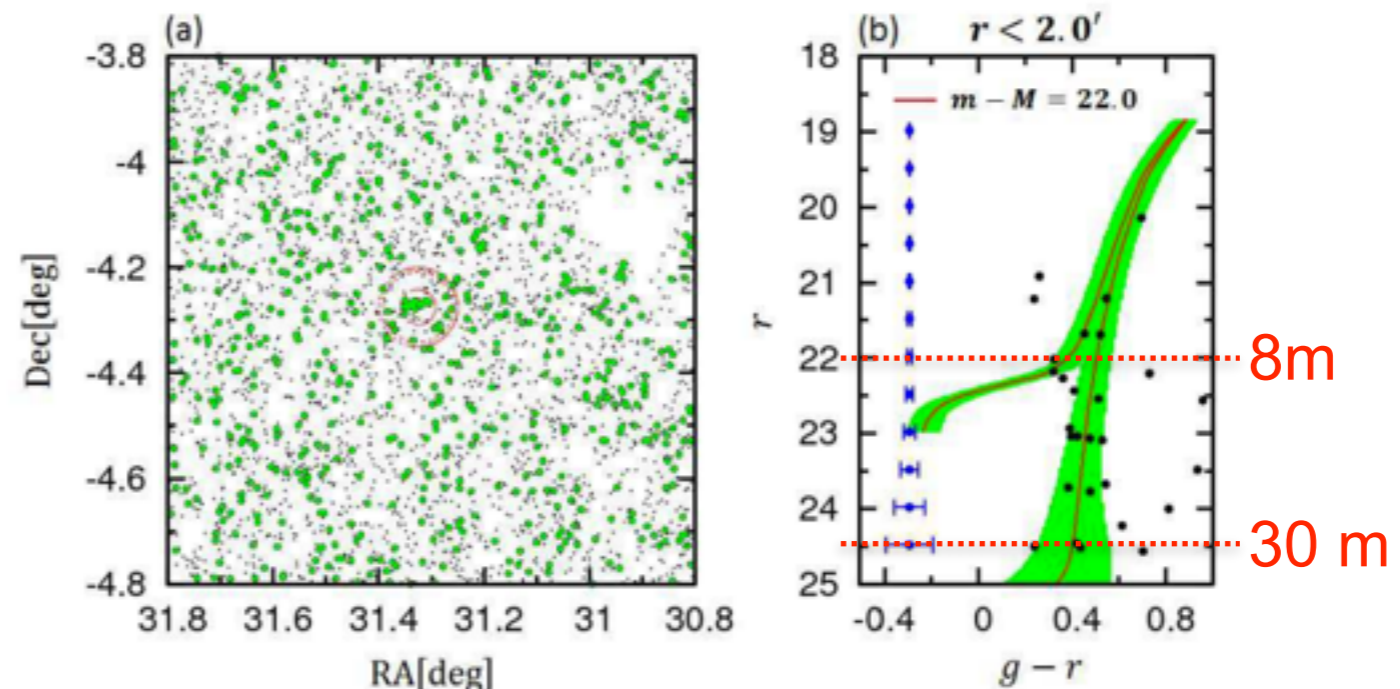 (a)
-3.8
-4
-4.2
-4.4
-4.6
-4.8
Dec[deg]
31.8 31.6 31.4 31.2 31 30.8
RA[deg]
(b) r < 2.0′
m − M = 22.0
18
19
20
21
22
23
24
25
r
-0.4 0 0.4 0.8
g − r
8m
30 m